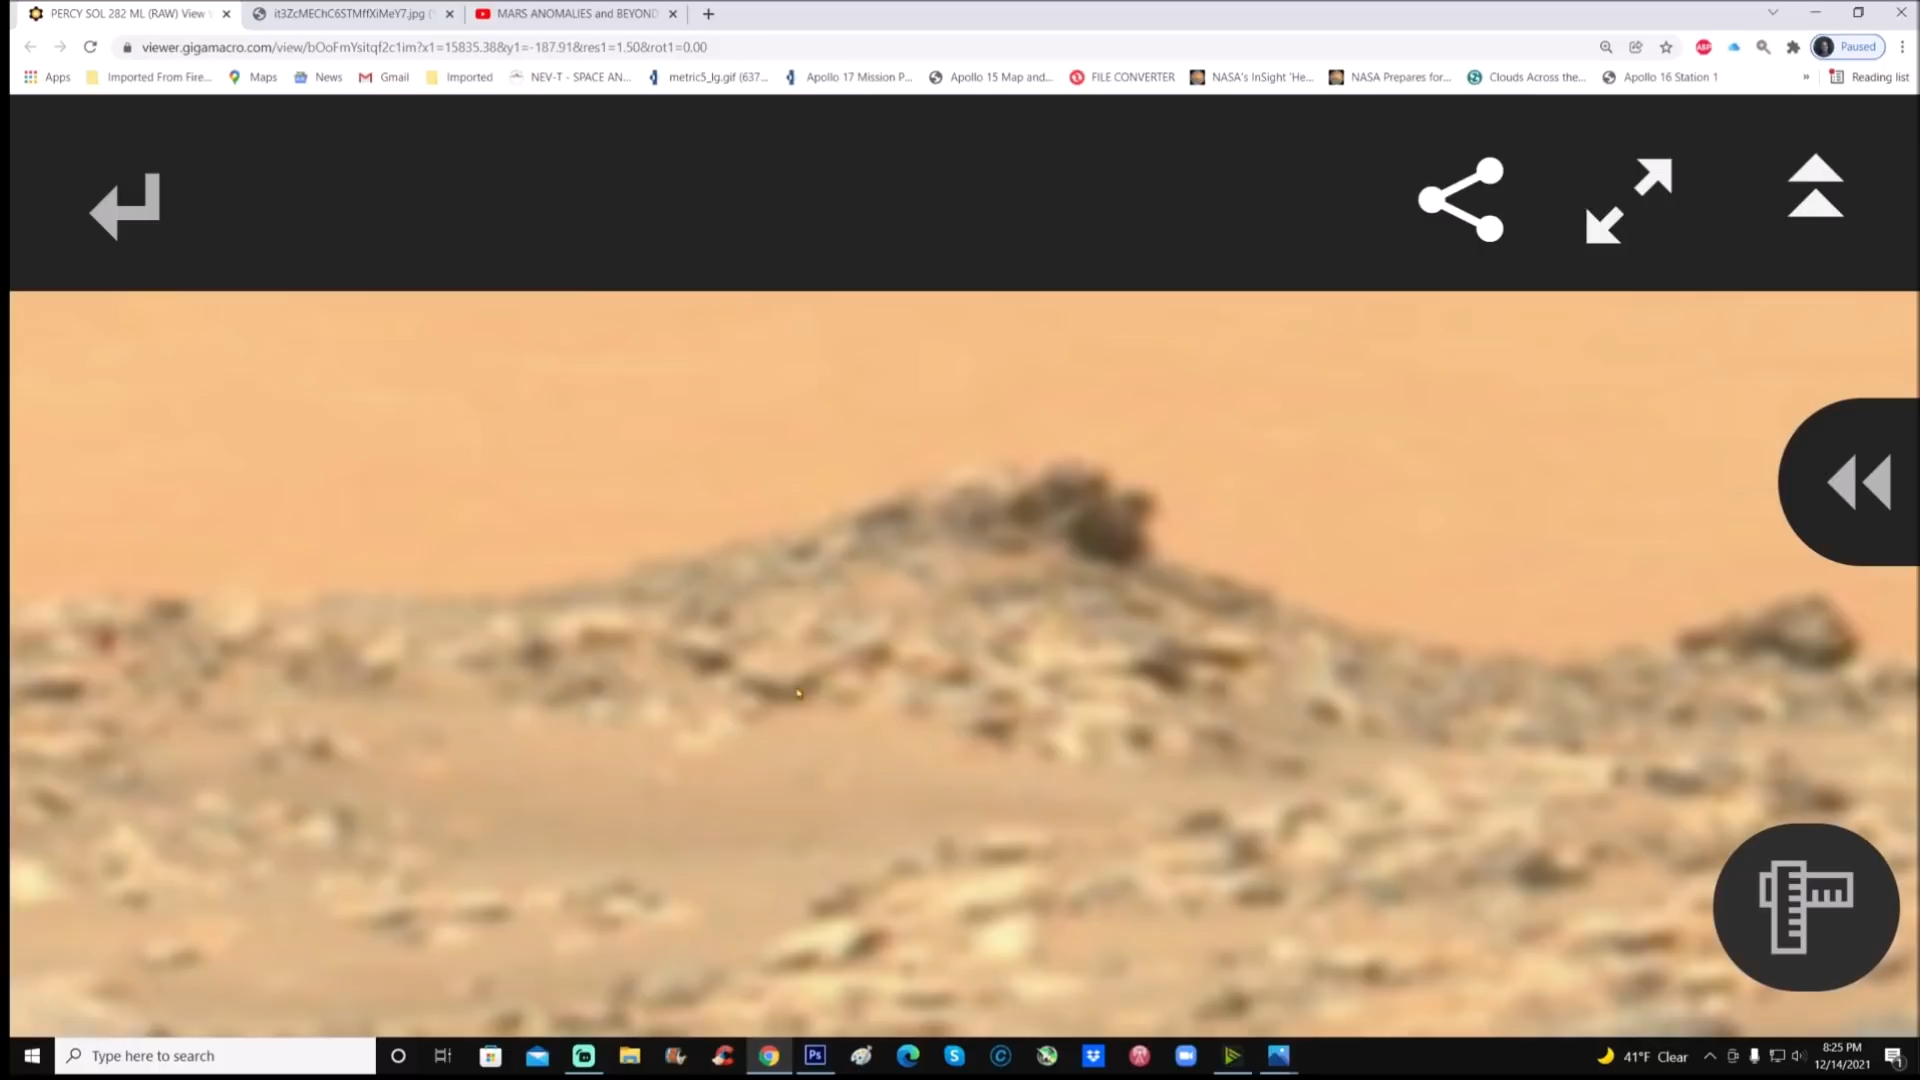 PERCY SOL 282 ML (RAW) View
it3ZcMEChC6STMffXiMeY7.jpg (
MARS ANOMALIES and BEYOND
viewer.gigamacro.com/view/bOoFmYsitqf2c1im?x1=15835.38&y1=-187.91&res1=1.50&rot1=0.00
ABP
Paused
Apps
Imported From Fire...
Maps
News
Gmail
Imported
NEV-T - SPACE AN...
metric5_lg.gif (637...
Apollo 17 Mission P...
Apollo 15 Map and...
FILE CONVERTER
NASA's InSight 'He...
NASA Prepares for...
Clouds Across the...
Apollo 16 Station 1
»
Reading list
Type here to search
Ps
41°F Clear
8:25 PM
12/14/2021
1